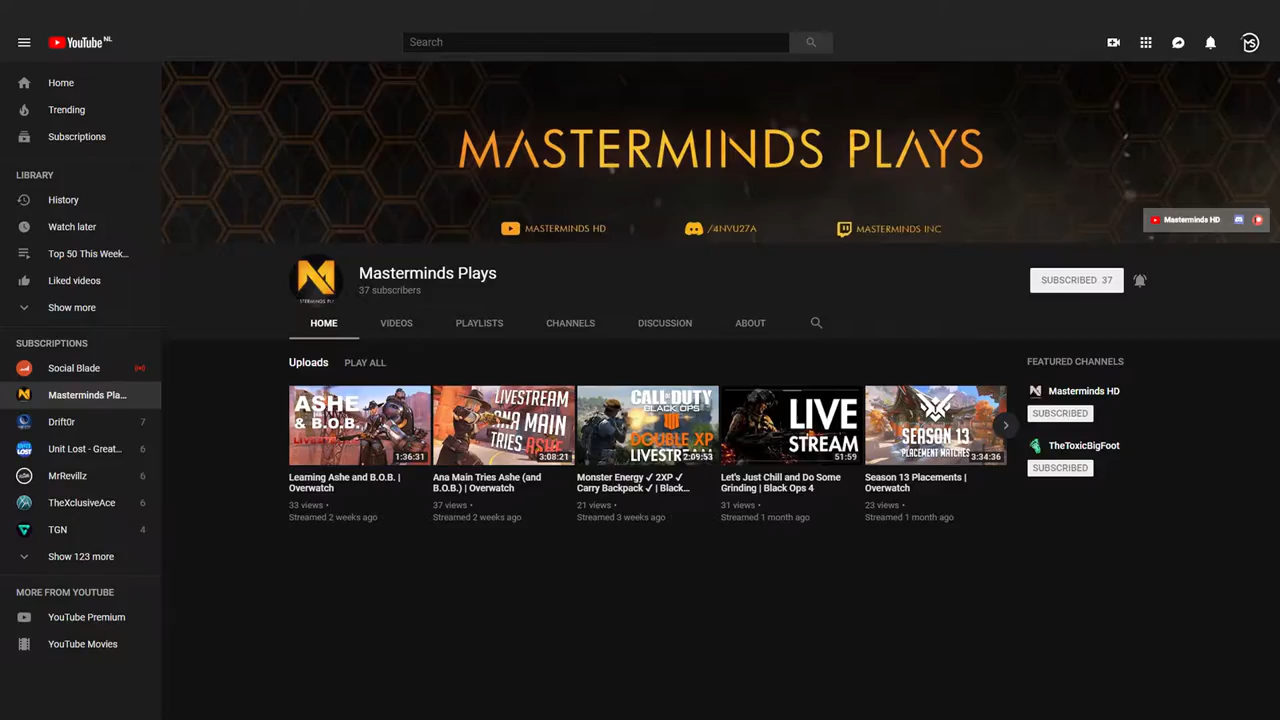 YouTube NL
Search
Home
Trending
Subscriptions
LIBRARY
History
Watch later
Top 50 This Week...
Liked videos
Show more
SUBSCRIPTIONS
Social Blade
Masterminds Pla...
Drift0r 7
Unit Lost - Great... 6
MrRevillz 6
TheXclusiveAce 6
TGN 4
Show 123 more
MORE FROM YOUTUBE
YouTube Premium
YouTube Movies
MASTERMINDS PLAYS
MASTERMINDS HD
/4NVU27A
MASTERMINDS INC
Masterminds HD
Masterminds Plays
37 subscribers
SUBSCRIBED 37
HOME VIDEOS PLAYLISTS CHANNELS DISCUSSION ABOUT
Uploads PLAY ALL
ASHE
& B.O.B.
LIVESTREAM
1:36:31
Learning Ashe and B.O.B. |
Overwatch
33 views •
Streamed 2 weeks ago
LIVESTREAM
ANA MAIN
TRIES ASHE
3:08:21
Ana Main Tries Ashe (and
B.O.B.) | Overwatch
37 views •
Streamed 2 weeks ago
CALL OF DUTY
BLACK OPS
DOUBLE XP
LIVESTR
2:09:53
Monster Energy ✓ 2XP ✓
Carry Backpack ✓ | Black...
21 views •
Streamed 3 weeks ago
LIVE
STREAM
51:59
Let's Just Chill and Do Some
Grinding | Black Ops 4
31 views •
Streamed 1 month ago
SEASON 13
PLACEMENT MATCHES
3:34:36
Season 13 Placements |
Overwatch
23 views •
Streamed 1 month ago
FEATURED CHANNELS
Masterminds HD
SUBSCRIBED
TheToxicBigFoot
SUBSCRIBED